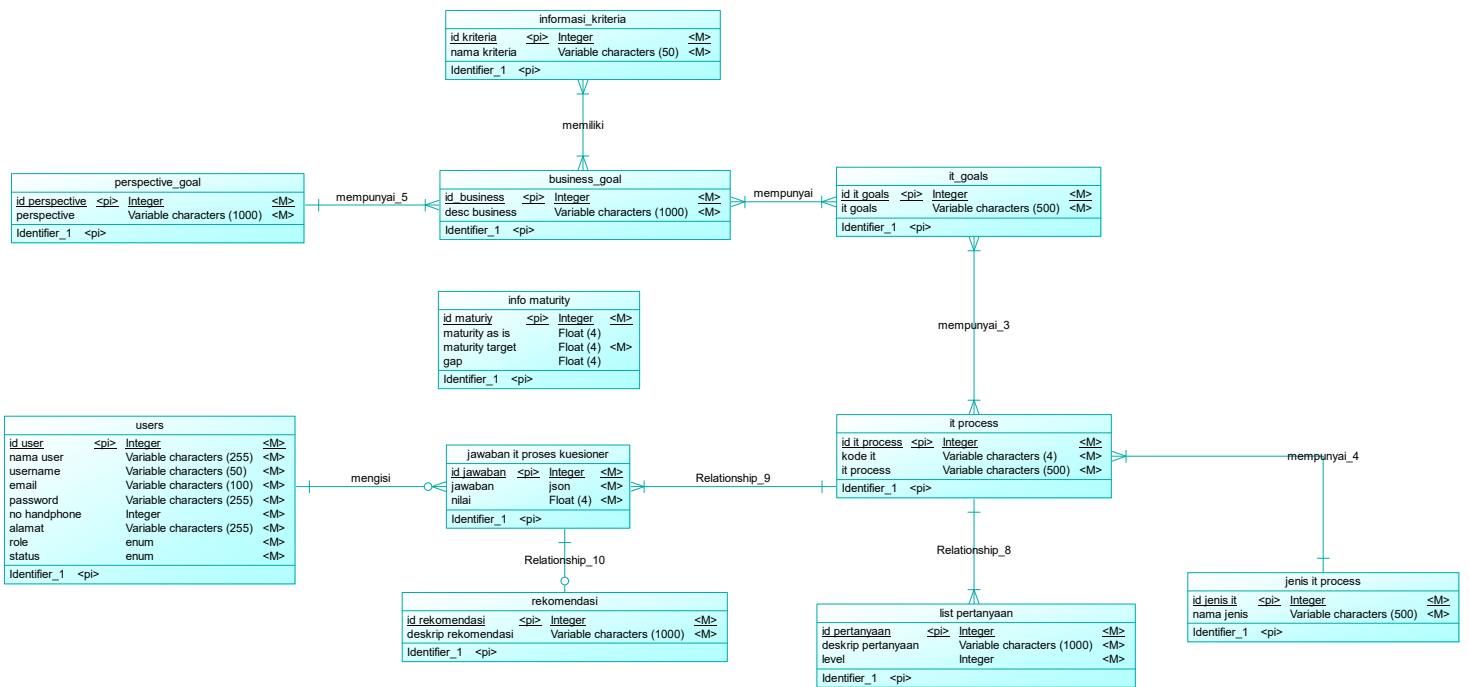 informasi_kriteria
id kriteria <pi> Integer <M>
nama kriteria Variable characters (50) <M>
Identifier_1 <pi>
memiliki
perspective_goal
id perspective <pi> Integer <M>
perspective Variable characters (1000) <M>
Identifier_1 <pi>
mempunyai_5
business_goal
id_business <pi> Integer <M>
desc business Variable characters (1000) <M>
Identifier_1 <pi>
mempunyai
it_goals
id it goals <pi> Integer <M>
it goals Variable characters (500) <M>
Identifier_1 <pi>
mempunyai_3
info maturity
id maturiy <pi> Integer <M>
maturity as is Float (4)
maturity target Float (4) <M>
gap Float (4)
Identifier_1 <pi>
users
id user <pi> Integer <M>
nama user Variable characters (255) <M>
username Variable characters (50) <M>
email Variable characters (100) <M>
password Variable characters (255) <M>
no handphone Integer <M>
alamat Variable characters (255) <M>
role enum <M>
status enum <M>
Identifier_1 <pi>
mengisi
jawaban it proses kuesioner
id jawaban <pi> Integer <M>
jawaban json <M>
nilai Float (4) <M>
Identifier_1 <pi>
Relationship_9
it process
id it process <pi> Integer <M>
kode it Variable characters (4) <M>
it process Variable characters (500) <M>
Identifier_1 <pi>
mempunyai_4
Relationship_10
Relationship_8
rekomendasi
id rekomendasi <pi> Integer <M>
deskrip rekomendasi Variable characters (1000) <M>
Identifier_1 <pi>
list pertanyaan
id pertanyaan <pi> Integer <M>
deskrip pertanyaan Variable characters (1000) <M>
level Integer <M>
Identifier_1 <pi>
jenis it process
id jenis it <pi> Integer <M>
nama jenis Variable characters (500) <M>
Identifier_1 <pi>